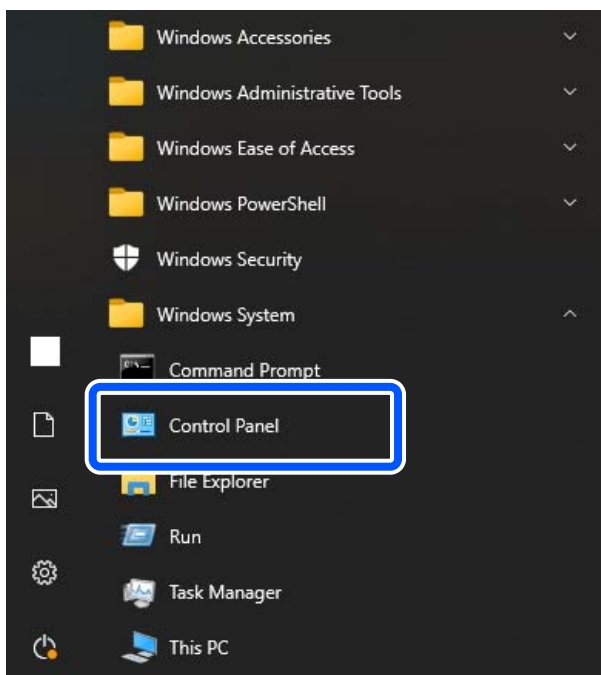 Windows Accessories
Windows Administrative Tools
Windows Ease of Access
Windows PowerShell
Windows Security
Windows System
Command Prompt
Control Panel
File Explorer
Run
Task Manager
This PC